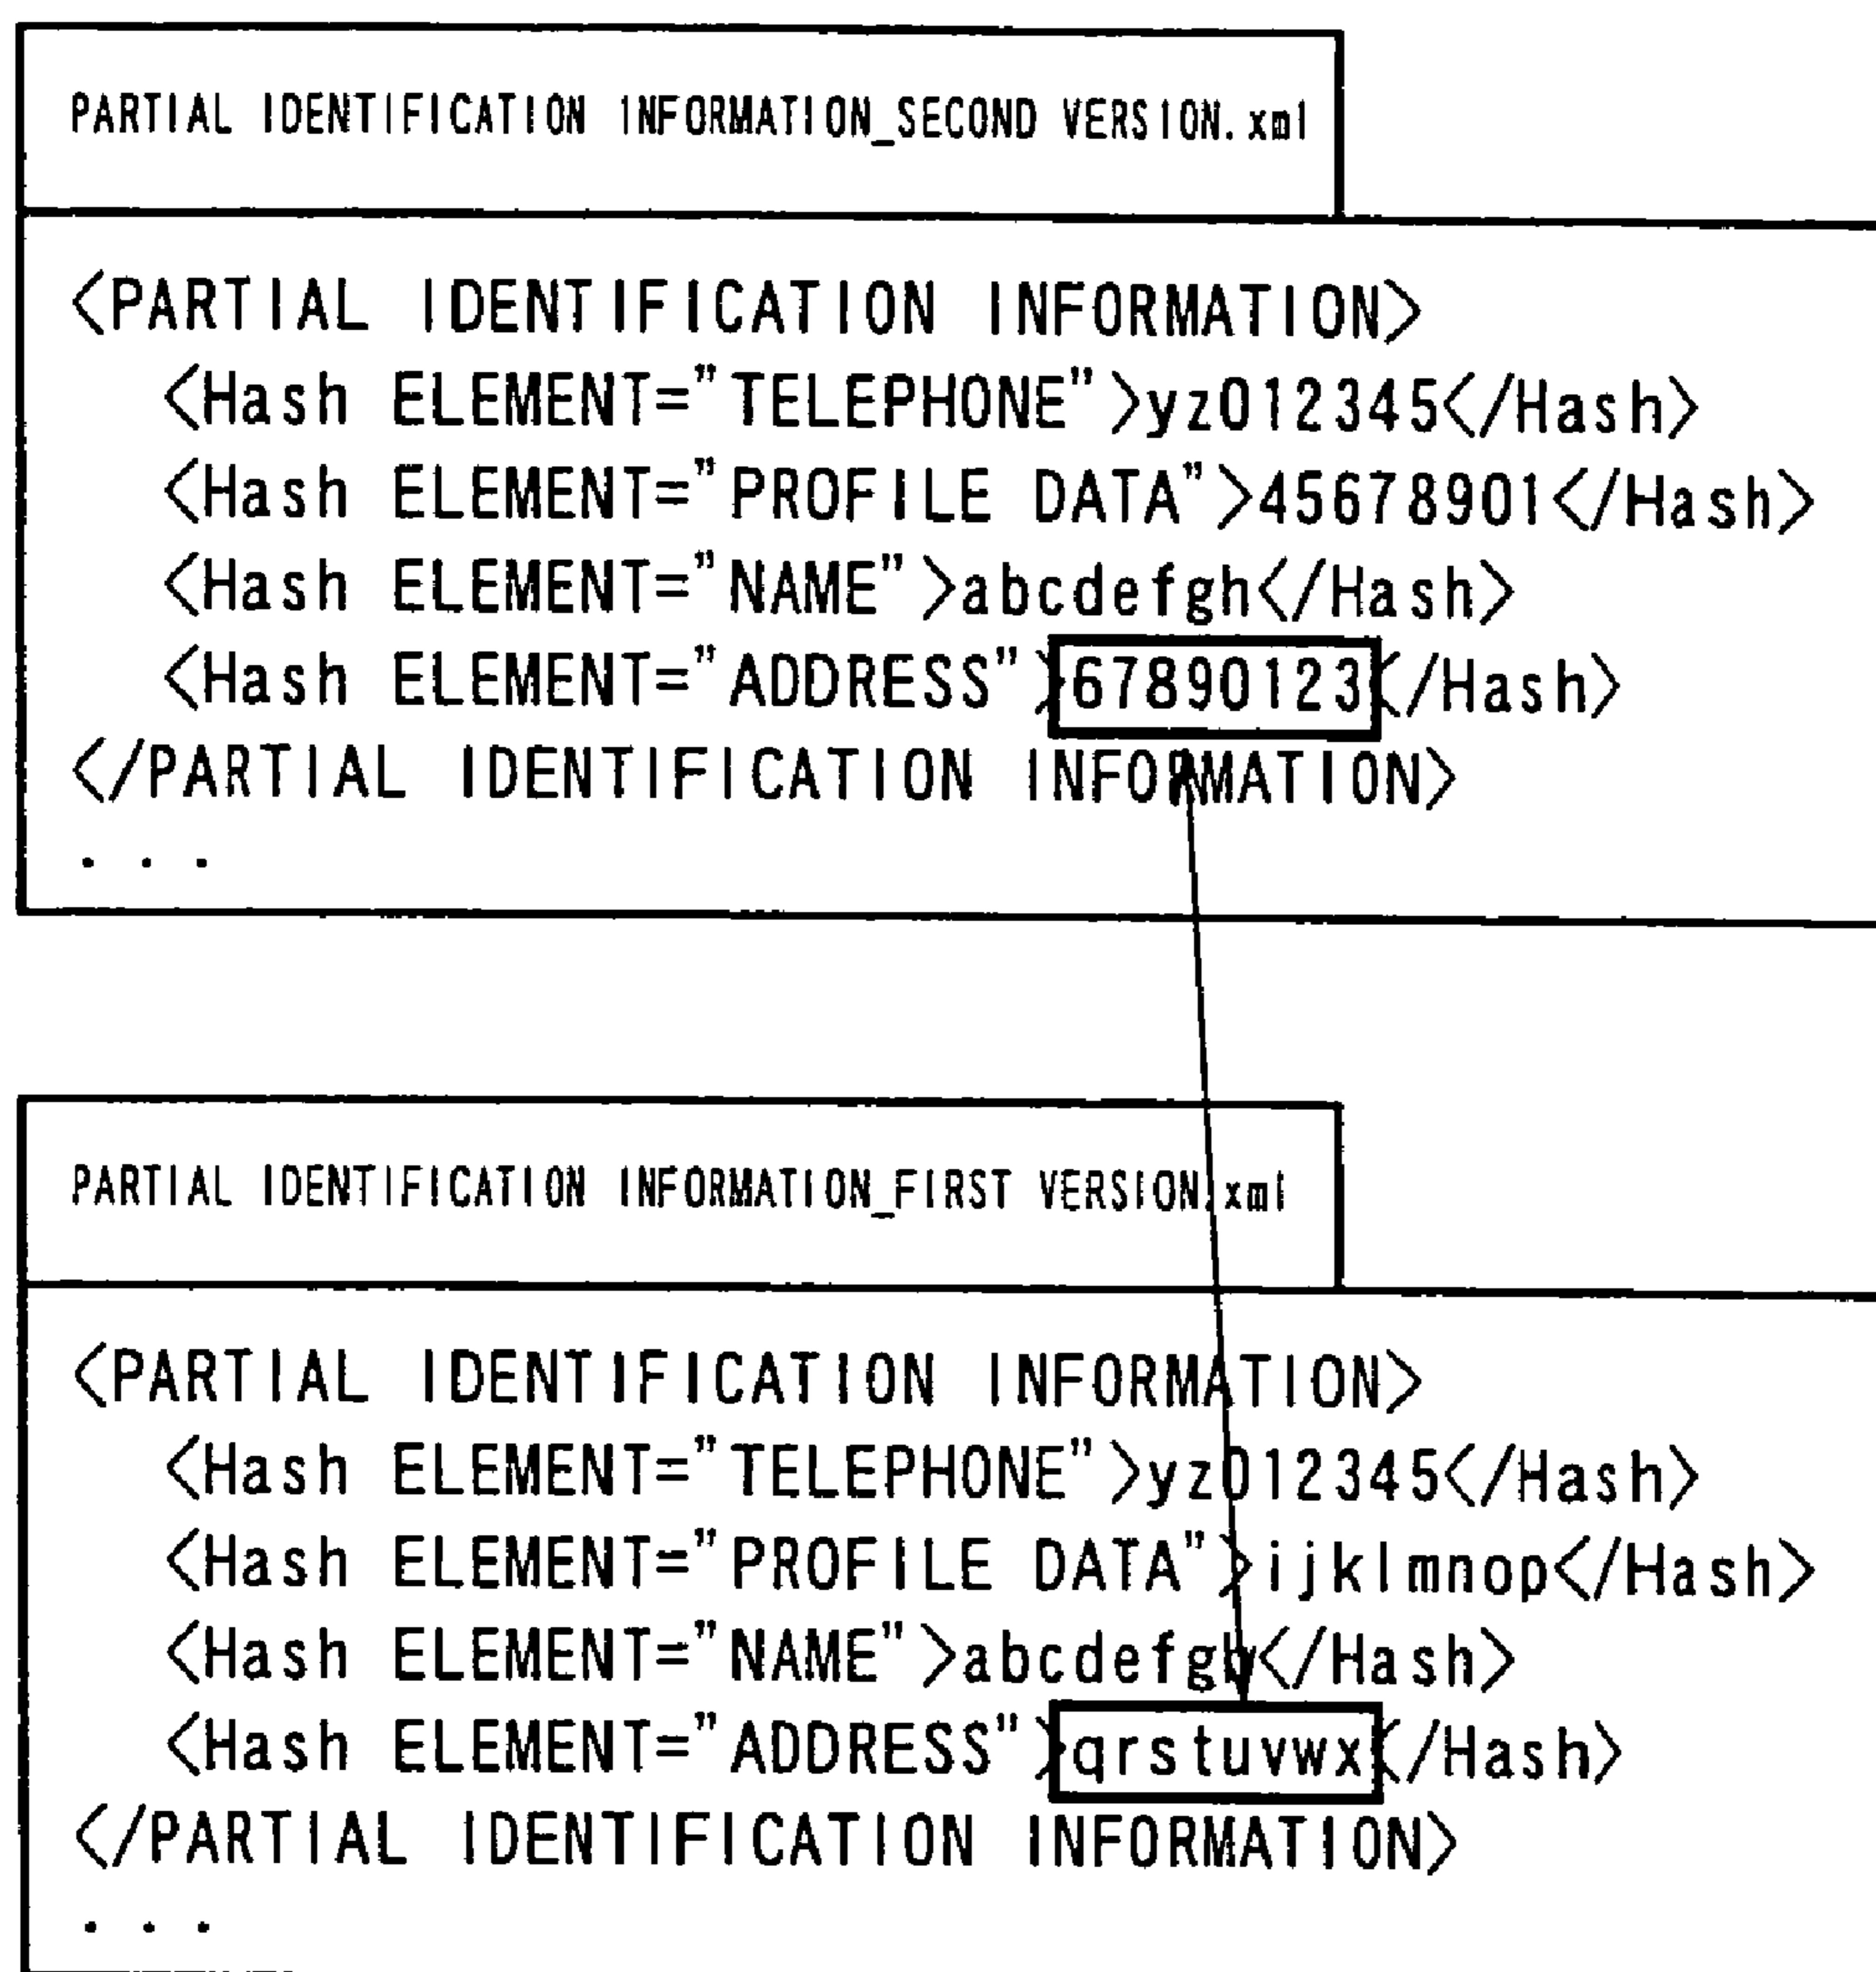 PARTIAL IDENTIFICATION INFORMATION_SECOND VERSION.xml
<PARTIAL IDENTIFICATION INFORMATION>
<Hash ELEMENT="TELEPHONE">yz012345</Hash>
<Hash ELEMENT="PROFILE DATA">45678901</Hash>
<Hash ELEMENT="NAME">abcdefgh</Hash>
<Hash ELEMENT="ADDRESS">67890123</Hash>
</PARTIAL IDENTIFICATION INFORMATION>
...
PARTIAL IDENTIFICATION INFORMATION_FIRST VERSION.xml
<PARTIAL IDENTIFICATION INFORMATION>
<Hash ELEMENT="TELEPHONE">yz012345</Hash>
<Hash ELEMENT="PROFILE DATA">ijklmnop</Hash>
<Hash ELEMENT="NAME">abcdefgh</Hash>
<Hash ELEMENT="ADDRESS">qrstuvwx</Hash>
</PARTIAL IDENTIFICATION INFORMATION>
...